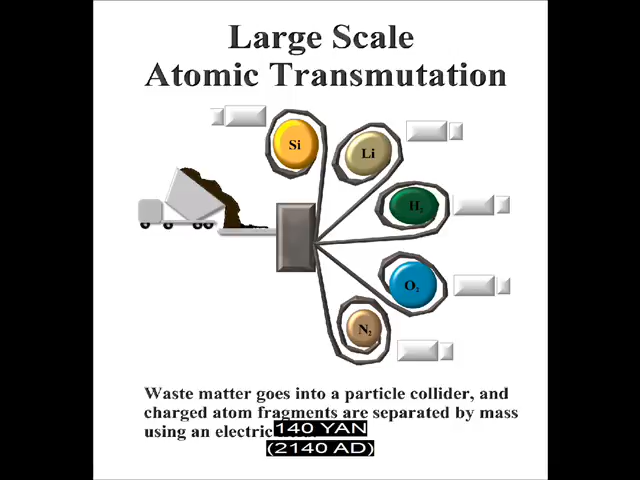 Large Scale
Atomic Transmutation
Si
Li
H₂
O₂
N₂
Waste matter goes into a particle collider, and
charged atom fragments are separated by mass
using an electric
140 YAN
(2140 AD)